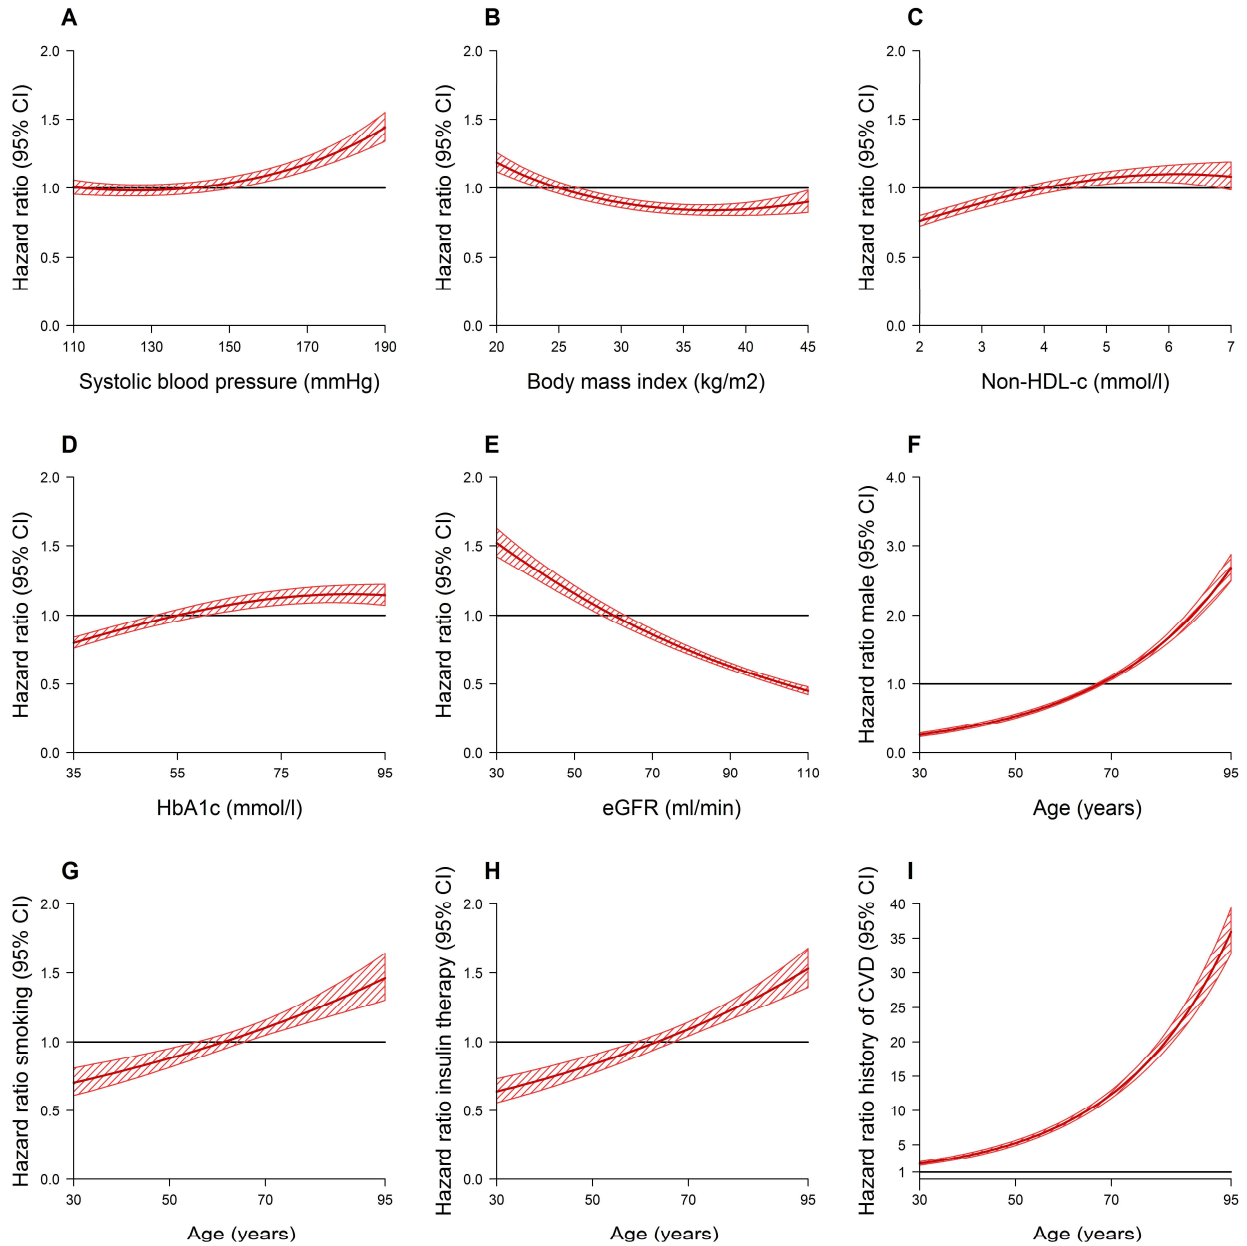 A
Hazard ratio (95% CI)
2.0
1.5
1.0
0.5
0.0
110 130 150 170 190
Systolic blood pressure (mmHg)
B
Hazard ratio (95% CI)
2.0
1.5
1.0
0.5
0.0
20 25 30 35 40 45
Body mass index (kg/m2)
C
Hazard ratio (95% CI)
2.0
1.5
1.0
0.5
0.0
2 3 4 5 6 7
Non-HDL-c (mmol/l)
D
Hazard ratio (95% CI)
2.0
1.5
1.0
0.5
0.0
35 55 75 95
HbA1c (mmol/l)
E
Hazard ratio (95% CI)
2.0
1.5
1.0
0.5
0.0
30 50 70 90 110
eGFR (ml/min)
F
Hazard ratio male (95% CI)
4.0
3.0
2.0
1.0
0.0
30 50 70 95
Age (years)
G
Hazard ratio smoking (95% CI)
2.0
1.5
1.0
0.5
0.0
30 50 70 95
Age (years)
H
Hazard ratio insulin therapy (95% CI)
2.0
1.5
1.0
0.5
0.0
30 50 70 95
Age (years)
I
Hazard ratio history of CVD (95% CI)
40
35
30
25
20
15
10
5
1
30 50 70 95
Age (years)